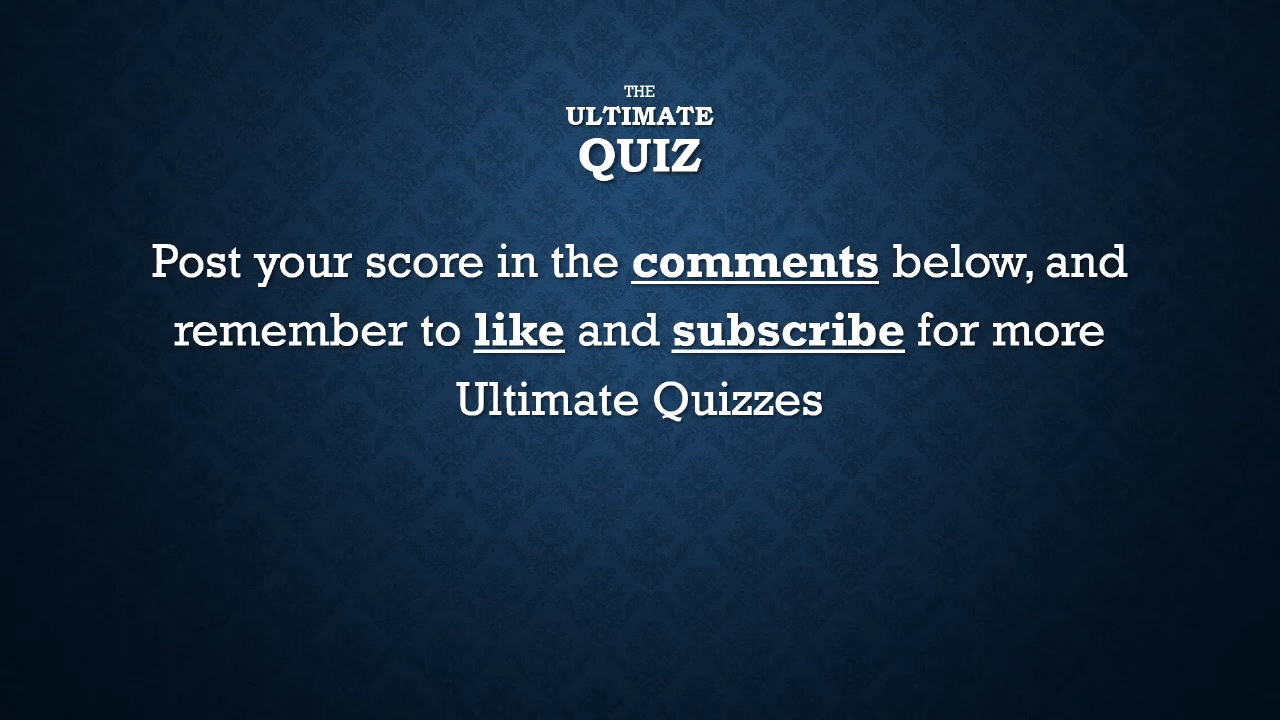 THE
ULTIMATE
QUIZ
Post your score in the comments below, and
remember to like and subscribe for more
Ultimate Quizzes